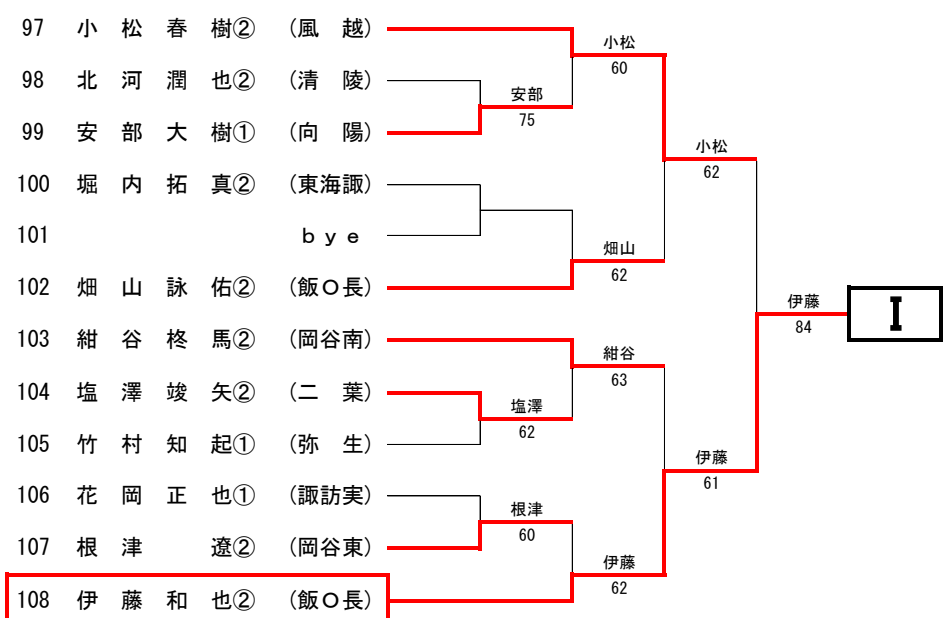 97 小 松 春 樹② (風 越)
98 北 河 潤 也② (清 陵)
99 安 部 大 樹① (向 陽)
100 堀 内 拓 真② (東海諏)
101 ｂｙｅ
102 畑 山 詠 佑② (飯Ｏ長)
103 紺 谷 柊 馬② (岡谷南)
104 塩 澤 竣 矢② (二 葉)
105 竹 村 知 起① (弥 生)
106 花 岡 正 也① (諏訪実)
107 根 津 遼② (岡谷東)
108 伊 藤 和 也② (飯Ｏ長)
安部
75
塩澤
62
根津
60
小松
60
畑山
62
紺谷
63
伊藤
62
小松
62
伊藤
61
伊藤
84
I